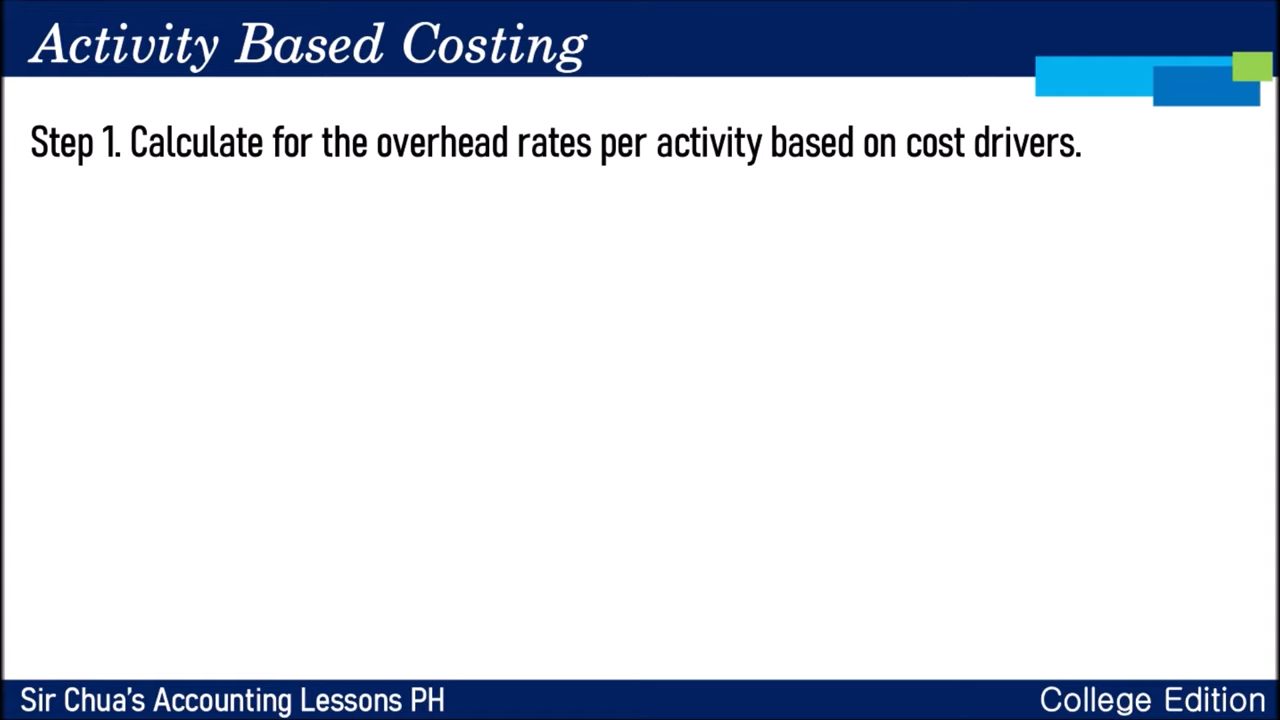 Activity Based Costing
Step 1. Calculate for the overhead rates per activity based on cost drivers.
Sir Chua's Accounting Lessons PH
College Edition